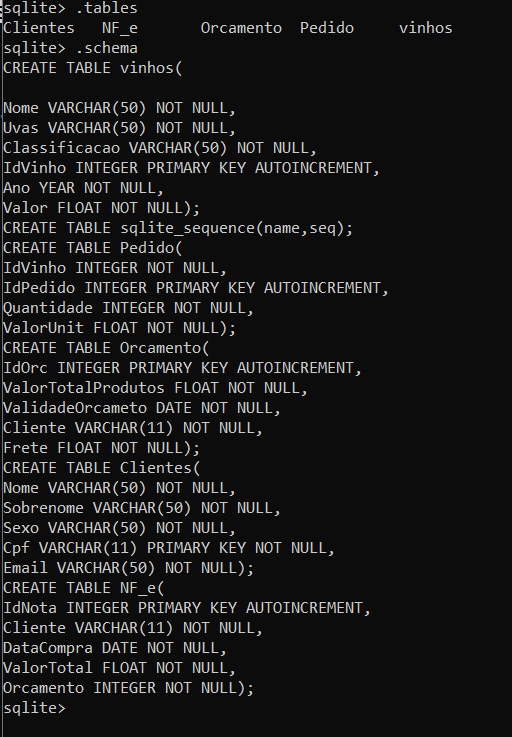 sqlite> .tables
Clientes   NF_e       Orcamento  Pedido     vinhos
sqlite> .schema
CREATE TABLE vinhos(
Nome VARCHAR(50) NOT NULL,
Uvas VARCHAR(50) NOT NULL,
Classificacao VARCHAR(50) NOT NULL,
IdVinho INTEGER PRIMARY KEY AUTOINCREMENT,
Ano YEAR NOT NULL,
Valor FLOAT NOT NULL);
CREATE TABLE sqlite_sequence(name,seq);
CREATE TABLE Pedido(
IdVinho INTEGER NOT NULL,
IdPedido INTEGER PRIMARY KEY AUTOINCREMENT,
Quantidade INTEGER NOT NULL,
ValorUnit FLOAT NOT NULL);
CREATE TABLE Orcamento(
IdOrc INTEGER PRIMARY KEY AUTOINCREMENT,
ValorTotalProdutos FLOAT NOT NULL,
ValidadeOrcameto DATE NOT NULL,
Cliente VARCHAR(11) NOT NULL,
Frete FLOAT NOT NULL);
CREATE TABLE Clientes(
Nome VARCHAR(50) NOT NULL,
Sobrenome VARCHAR(50) NOT NULL,
Sexo VARCHAR(50) NOT NULL,
Cpf VARCHAR(11) PRIMARY KEY NOT NULL,
Email VARCHAR(50) NOT NULL);
CREATE TABLE NF_e(
IdNota INTEGER PRIMARY KEY AUTOINCREMENT,
Cliente VARCHAR(11) NOT NULL,
DataCompra DATE NOT NULL,
ValorTotal FLOAT NOT NULL,
Orcamento INTEGER NOT NULL);
sqlite>